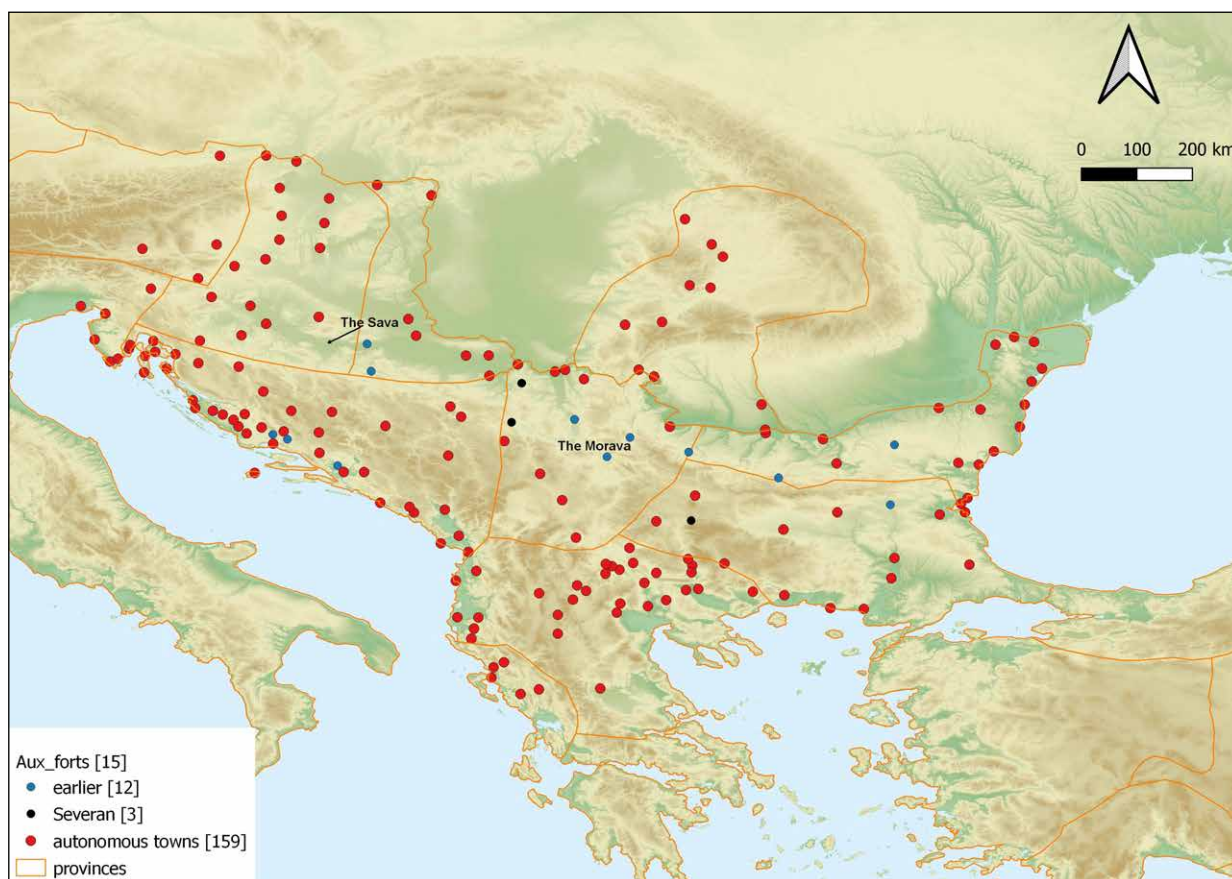 0 100 200 km
The Sava
The Morava
Aux_forts [15]
earlier [12]
Severan [3]
autonomous towns [159]
provinces